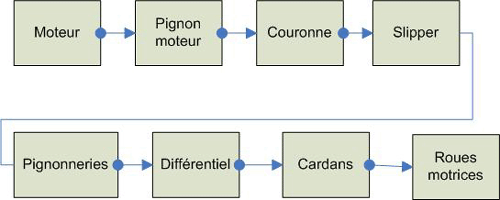 Moteur
Pignon
moteur
Couronne
Slipper
Pignonneries
Différentiel
Cardans
Roues
motrices